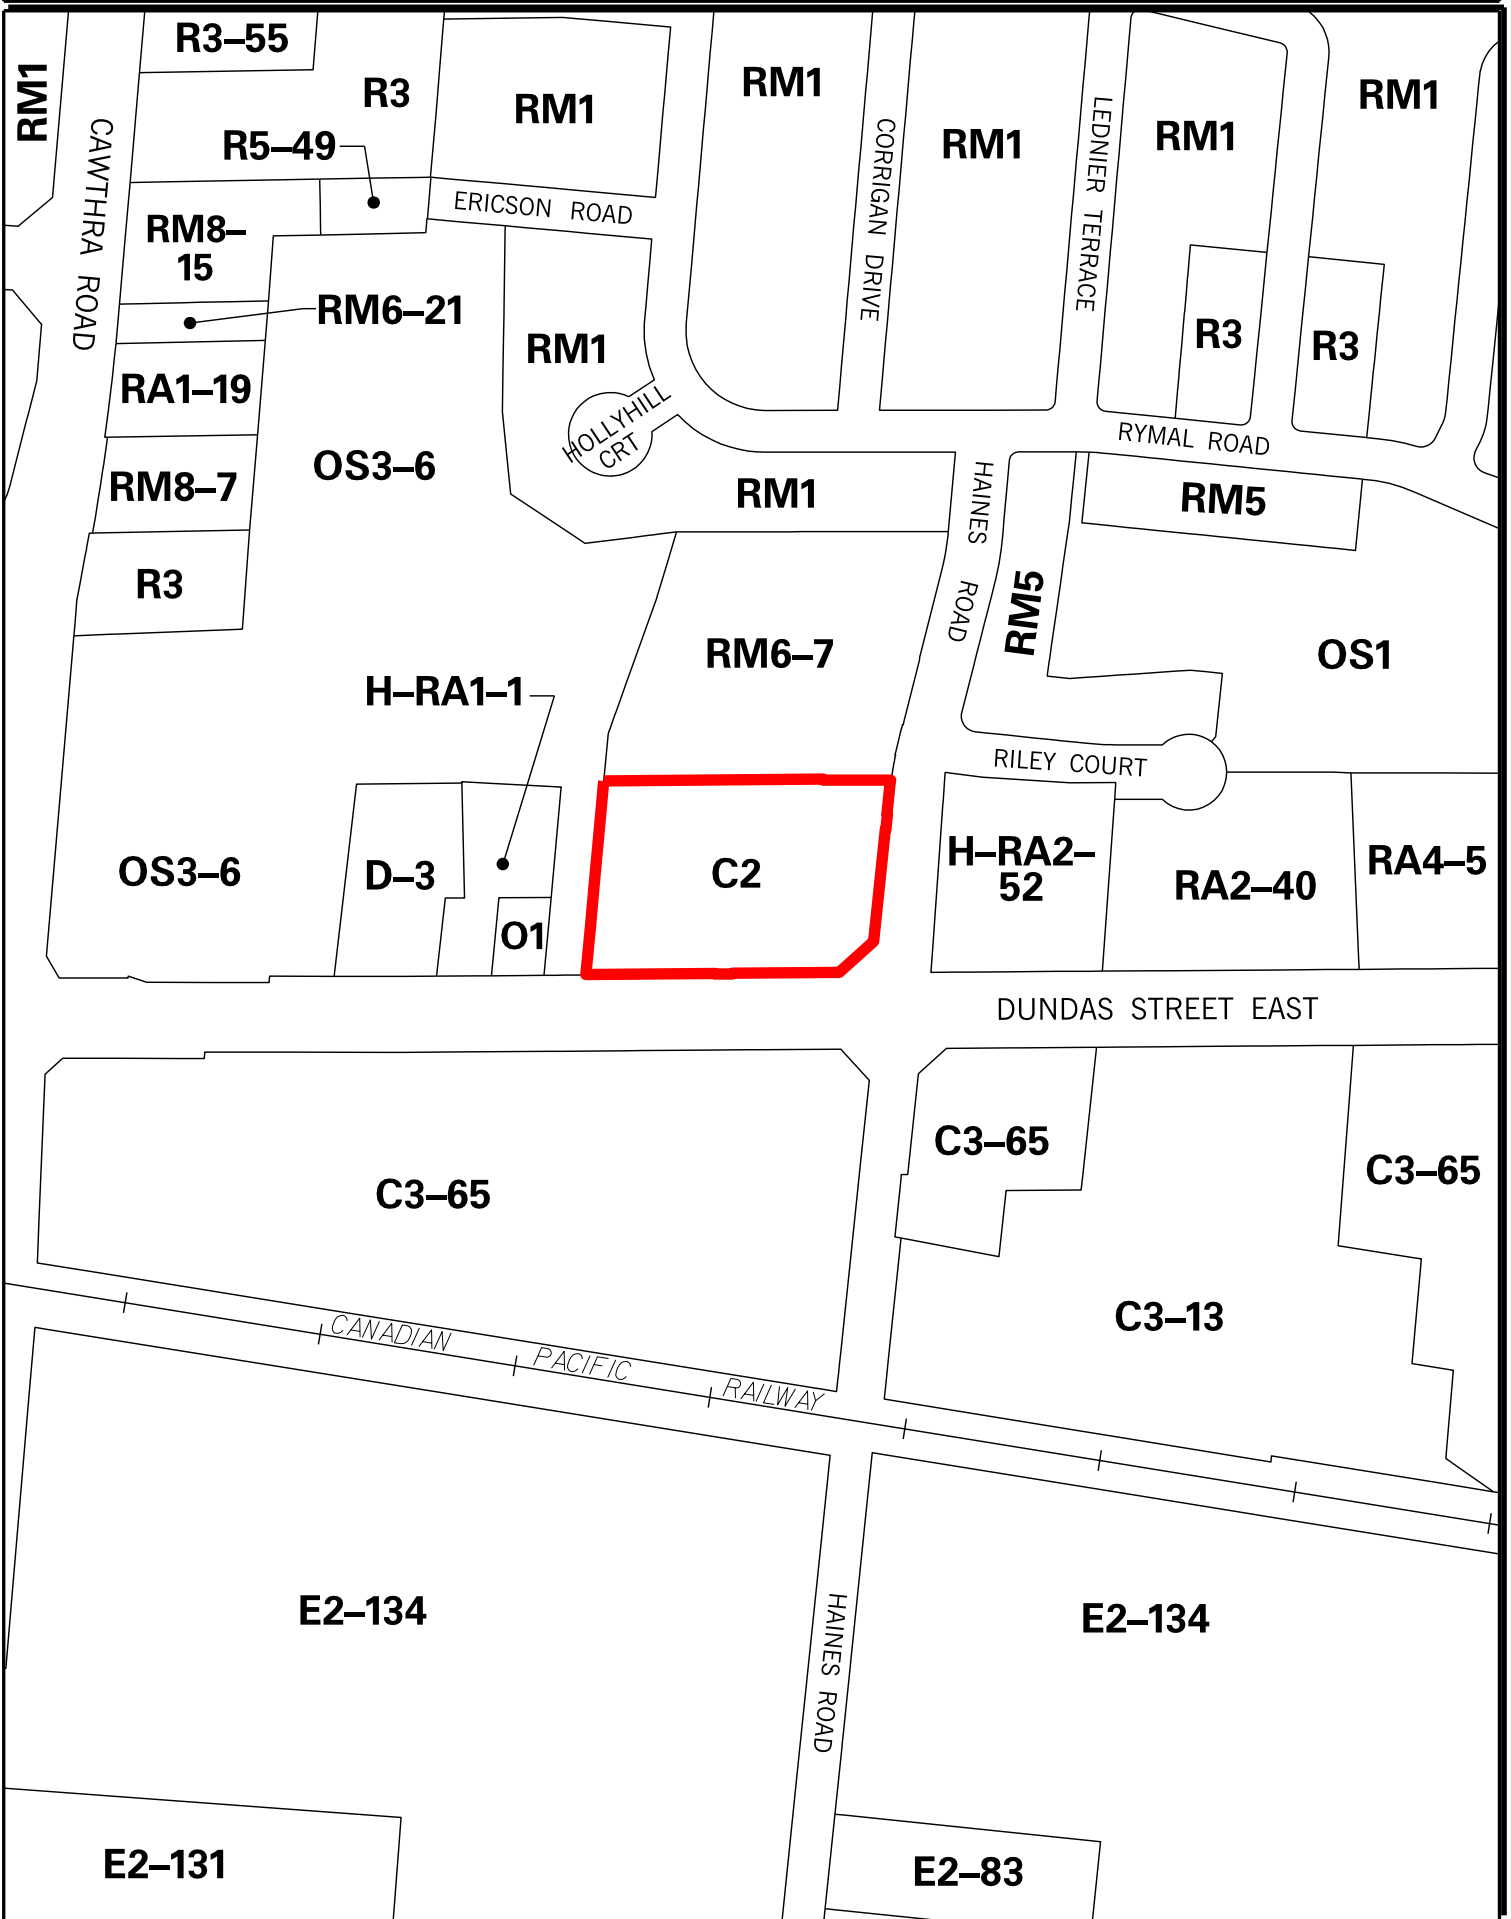 R3–55
RM1
R3
RM1
RM1
RM1
RM1
RM1
CAWTHRA ROAD
R5–49
CORRIGAN DRIVE
LEDNIER TERRACE
ERICSON ROAD
RM8–
15
RM6–21
RM1
R3
R3
RA1–19
HOLLYHILL
CRT
RYMAL ROAD
OS3–6
RM8–7
RM1
HAINES ROAD
RM5
R3
RM5
RM6–7
OS1
H–RA1–1
RILEY COURT
OS3–6
D–3
O1
C2
H–RA2–
52
RA2–40
RA4–5
DUNDAS STREET EAST
C3–65
C3–65
C3–65
C3–13
CANADIAN PACIFIC RAILWAY
E2–134
HAINES ROAD
E2–134
E2–131
E2–83